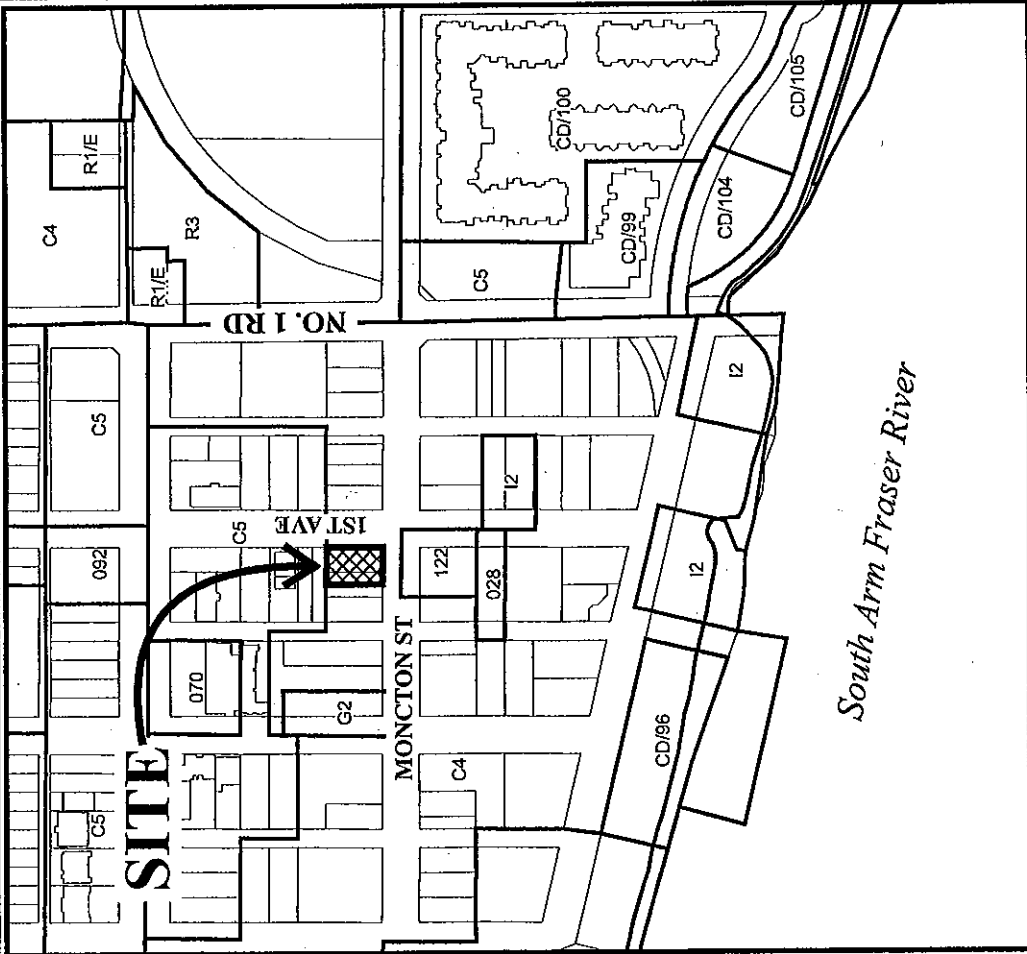 C4
R1/E
R3
R1/E
NO. 1 RD
C5
CD/100
CD/99
CD/105
CD/104
C5
092
C5
1ST AVE
070
SITE
C5
G2
MONCTON ST
122
028
I2
I2
I2
C4
CD/96
South Arm Fraser River